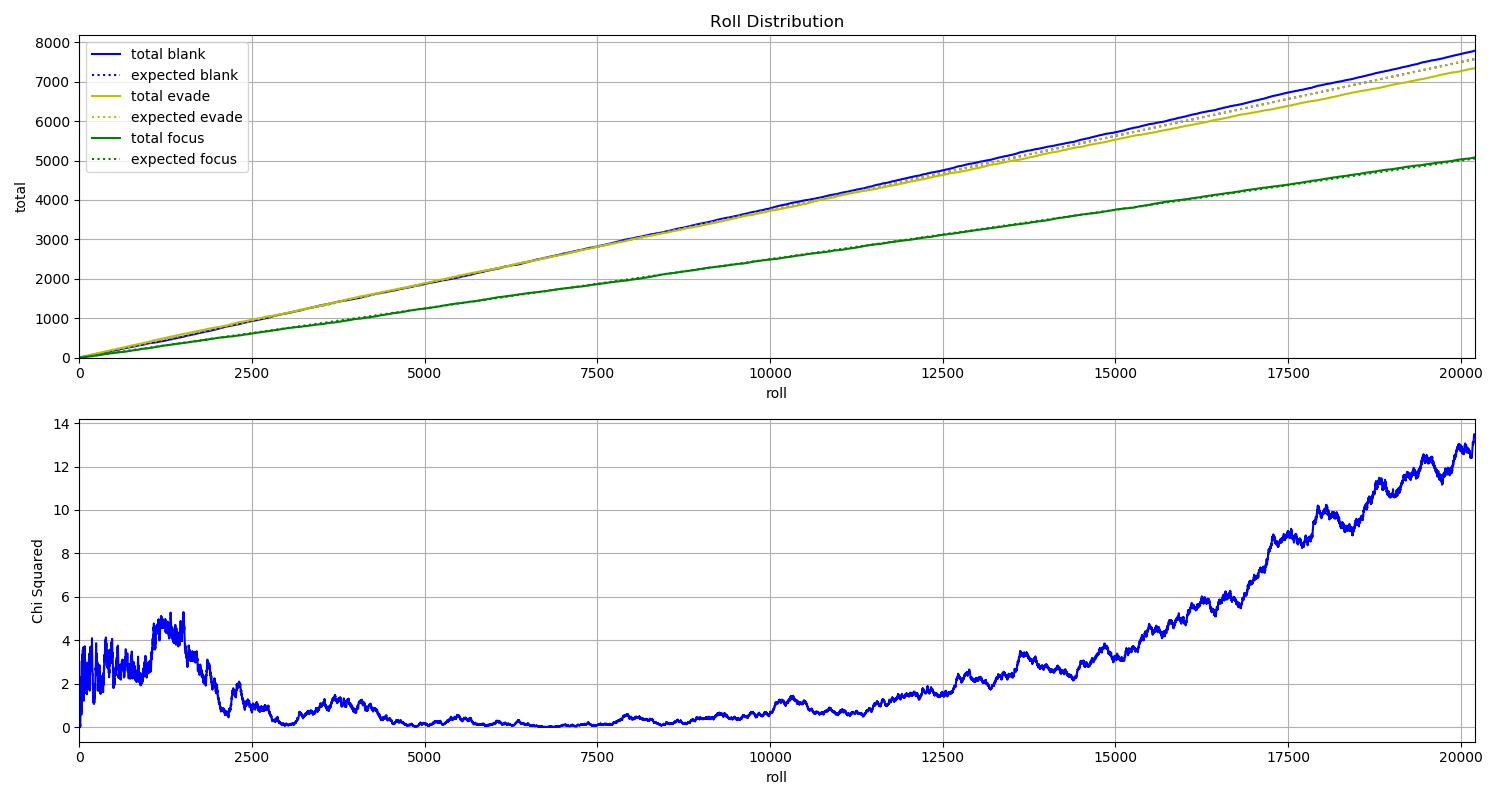 Roll Distribution
total
8000
7000
6000
5000
4000
3000
2000
1000
0
total blank
expected blank
total evade
expected evade
total focus
expected focus
0 2500 5000 7500 10000 12500 15000 17500 20000
roll
Chi Squared
14
12
10
8
6
4
2
0
0 2500 5000 7500 10000 12500 15000 17500 20000
roll